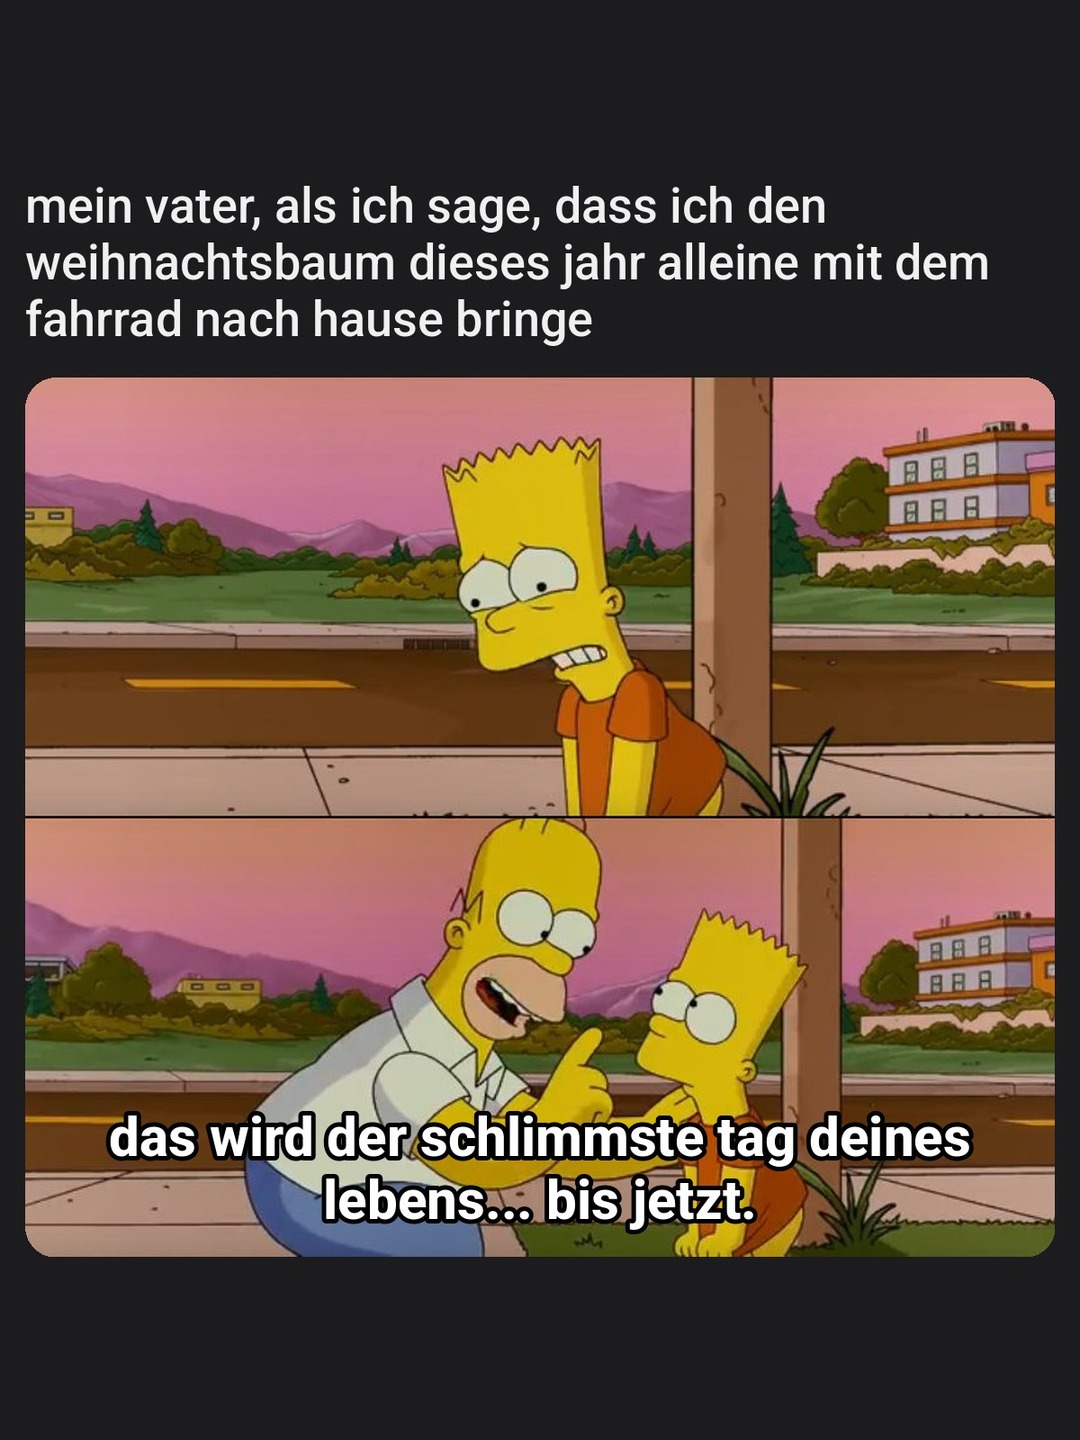 mein vater, als ich sage, dass ich den
weihnachtsbaum dieses jahr alleine mit dem
fahrrad nach hause bringe
das wird der schlimmste tag deines
lebens... bis jetzt.